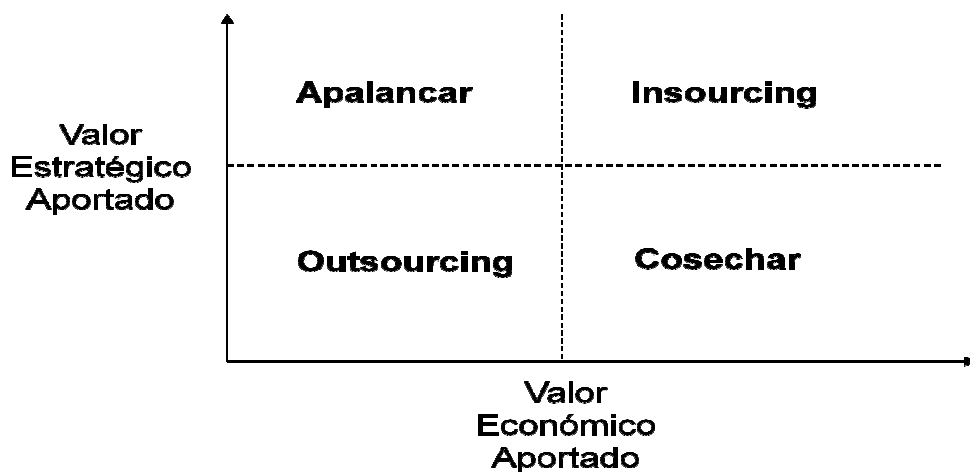 Apalancar
Insourcing
Valor
Estratégico
Aportado
Outsourcing
Cosechar
Valor
Económico
Aportado